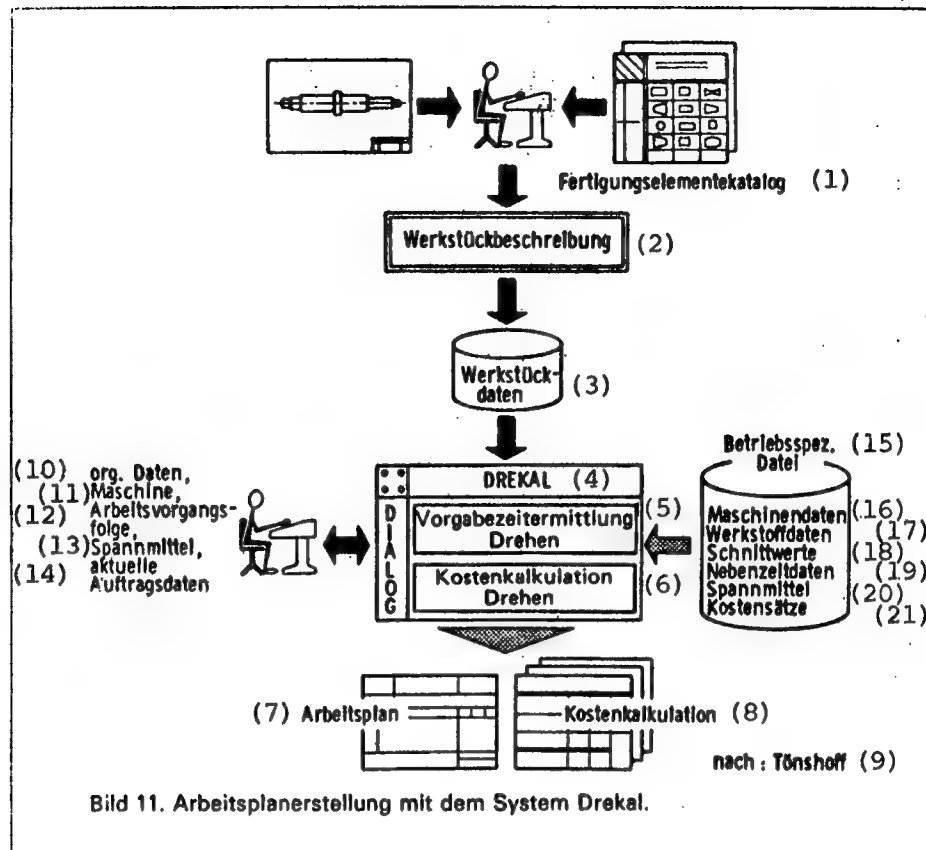 Fertigungselementekatalog (1)
Werkstückbeschreibung (2)
Werkstück-
daten (3)
(10) org. Daten,
(11) Maschine,
(12) Arbeitsvorgangs-
folge,
(13) Spannmittel,
aktuelle
(14) Auftragsdaten
DREKAL (4)
DIALOG
Vorgabezeitermittlung (5)
Drehen
Kostenkalkulation (6)
Drehen
Betriebsspez. (15)
Datei
Maschinendaten (16)
Werkstoffdaten (17)
Schnittwerte (18)
Nebenzeitdaten (19)
Spannmittel (20)
Kostensätze (21)
(7) Arbeitsplan
Kostenkalkulation (8)
nach: Tönshoff (9)
Bild 11. Arbeitsplanerstellung mit dem System Drekal.